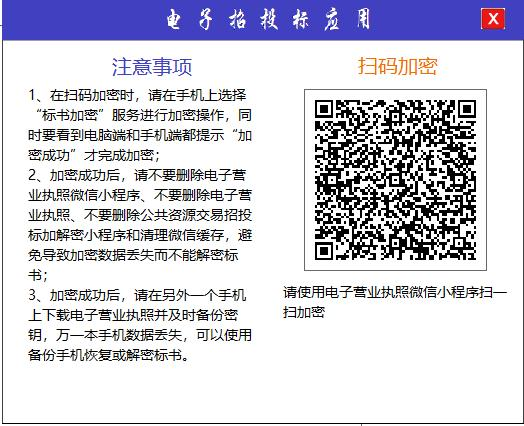 电子招投标应用
X
注意事项
1、在扫码加密时，请在手机上选择
“标书加密”服务进行加密操作，同
时要看到电脑端和手机端都提示“加
密成功”才完成加密；
2、加密成功后，请不要删除电子营
业执照微信小程序、不要删除电子营
业执照、不要删除公共资源交易招投
标加解密小程序和清理微信缓存，避
免导致加密数据丢失而不能解密标
书；
3、加密成功后，请在另外一个手机
上下载电子营业执照并及时备份密
钥，万一本手机数据丢失，可以使用
备份手机恢复或解密标书。
扫码加密
请使用电子营业执照微信小程序扫一
扫加密